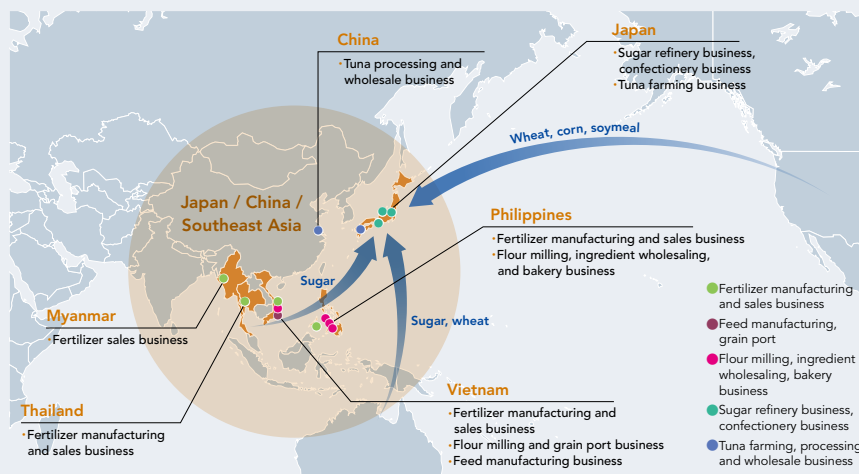 China
・Tuna processing and
wholesale business
Japan
・Sugar refinery business,
confectionery business
・Tuna farming business
Wheat, corn, soymeal
Japan / China /
Southeast Asia
Philippines
・Fertilizer manufacturing and sales business
・Flour milling, ingredient wholesaling,
and bakery business
Sugar
Sugar, wheat
Myanmar
・Fertilizer sales business
Thailand
・Fertilizer manufacturing
and sales business
Vietnam
・Fertilizer manufacturing and
sales business
・Flour milling and grain port business
・Feed manufacturing business
Fertilizer manufacturing
and sales business
Feed manufacturing,
grain port
Flour milling, ingredient
wholesaling, bakery
business
Sugar refinery business,
confectionery business
Tuna farming, processing
and wholesale business